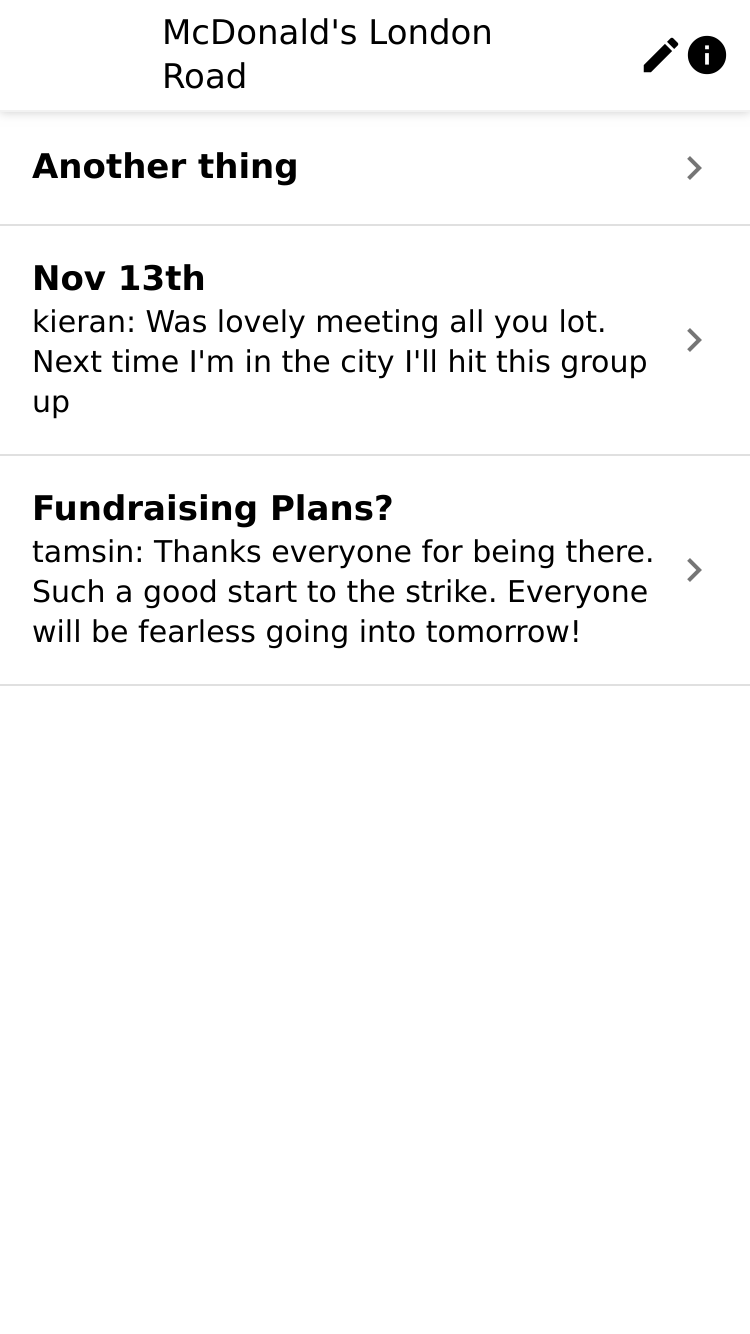 McDonald's London
Road
Another thing
Nov 13th
kieran: Was lovely meeting all you lot.
Next time I'm in the city I'll hit this group
up
Fundraising Plans?
tamsin: Thanks everyone for being there.
Such a good start to the strike. Everyone
will be fearless going into tomorrow!